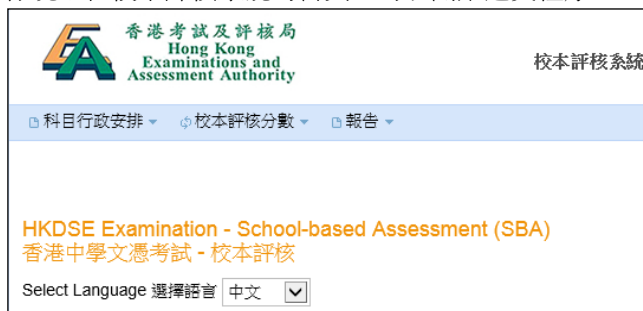 香港考試及評核局
Hong Kong
Examinations and
Assessment Authority
校本評核系統
科目行政安排
校本評核分數
報告
HKDSE Examination - School-based Assessment (SBA)
香港中學文憑考試 - 校本評核
Select Language 選擇語言 中文